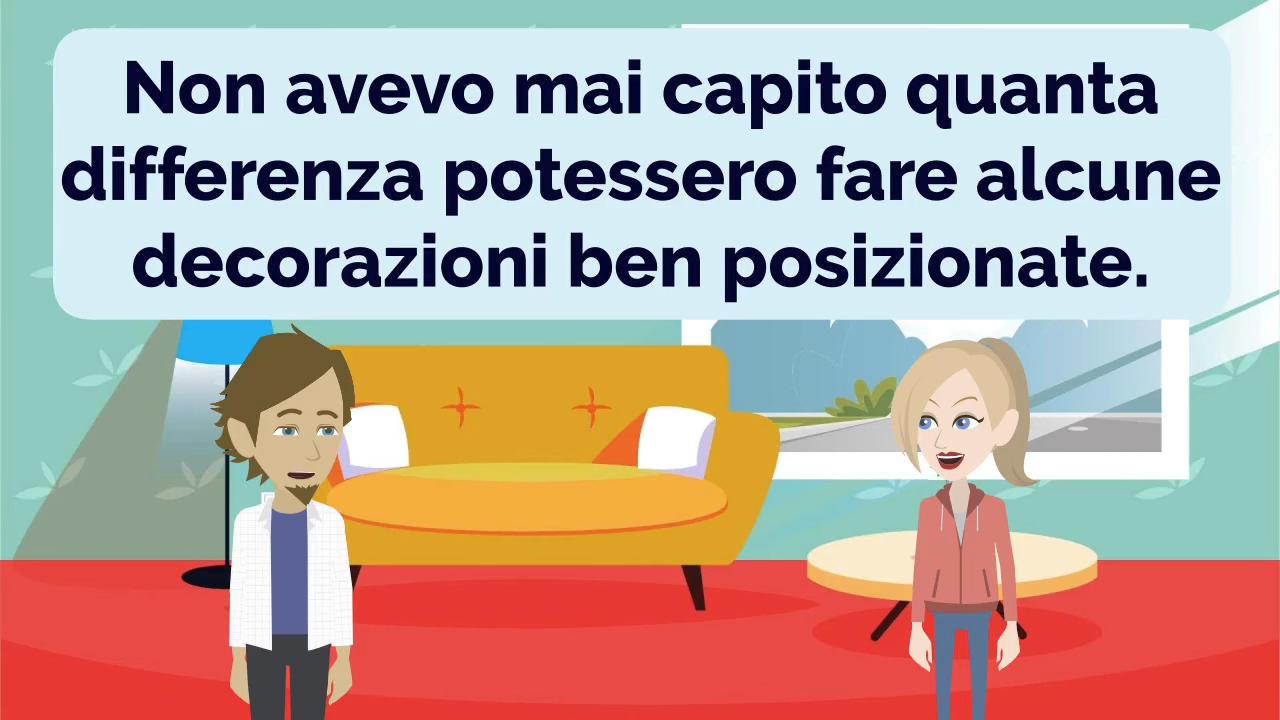 Non avevo mai capito quanta
differenza potessero fare alcune
decorazioni ben posizionate.